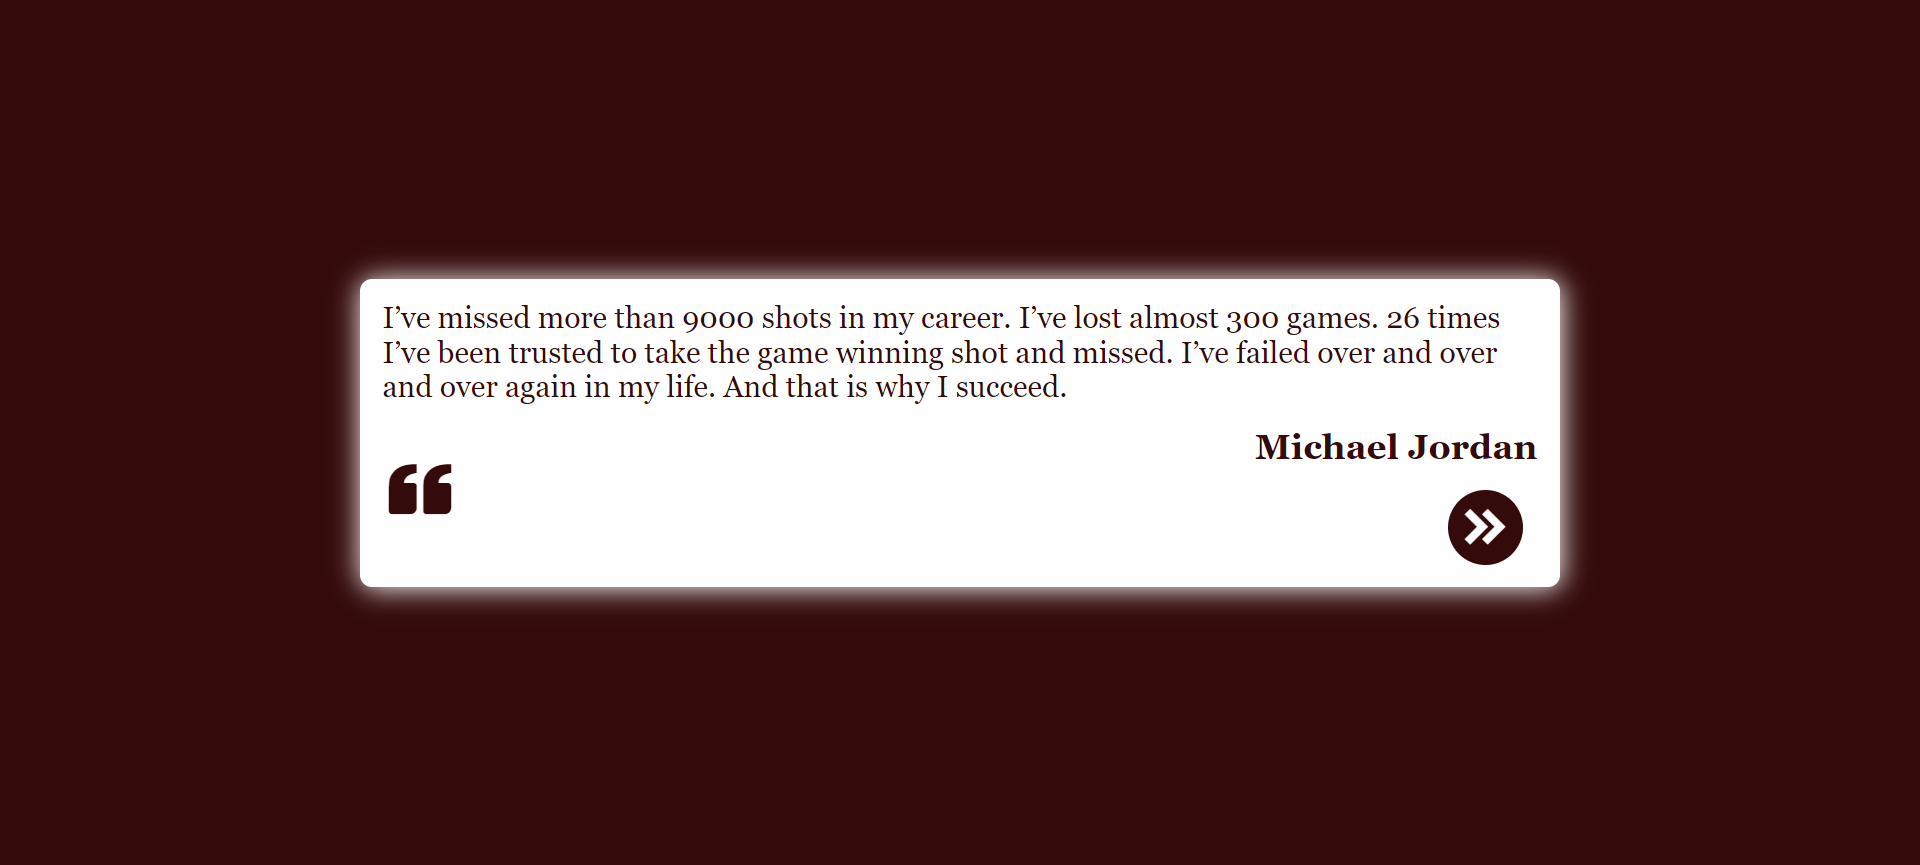 I’ve missed more than 9000 shots in my career. I’ve lost almost 300 games. 26 times
I’ve been trusted to take the game winning shot and missed. I’ve failed over and over
and over again in my life. And that is why I succeed.
Michael Jordan